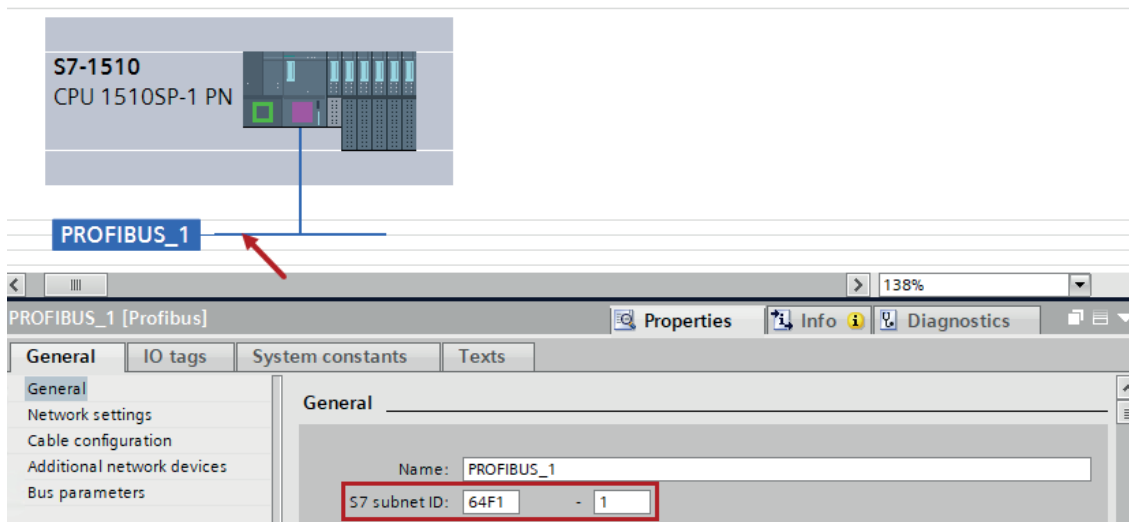 S7-1510
CPU 1510SP-1 PN
PROFIBUS_1
138%
PROFIBUS_1 [Profibus]
Properties
Info
Diagnostics
General
IO tags
System constants
Texts
General
Network settings
Cable configuration
Additional network devices
Bus parameters
General
Name: PROFIBUS_1
S7 subnet ID: 64F1 - 1